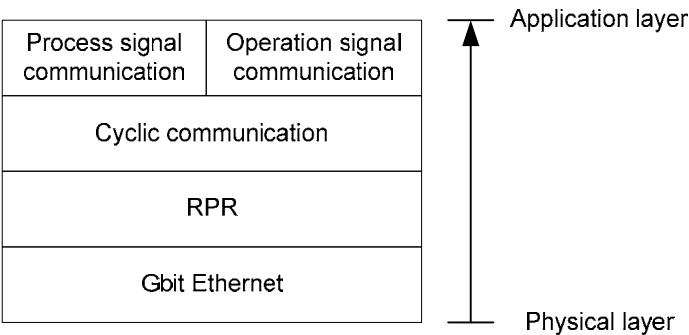 Process signal
communication
Operation signal
communication
Application layer
Cyclic communication
RPR
Gbit Ethernet
Physical layer